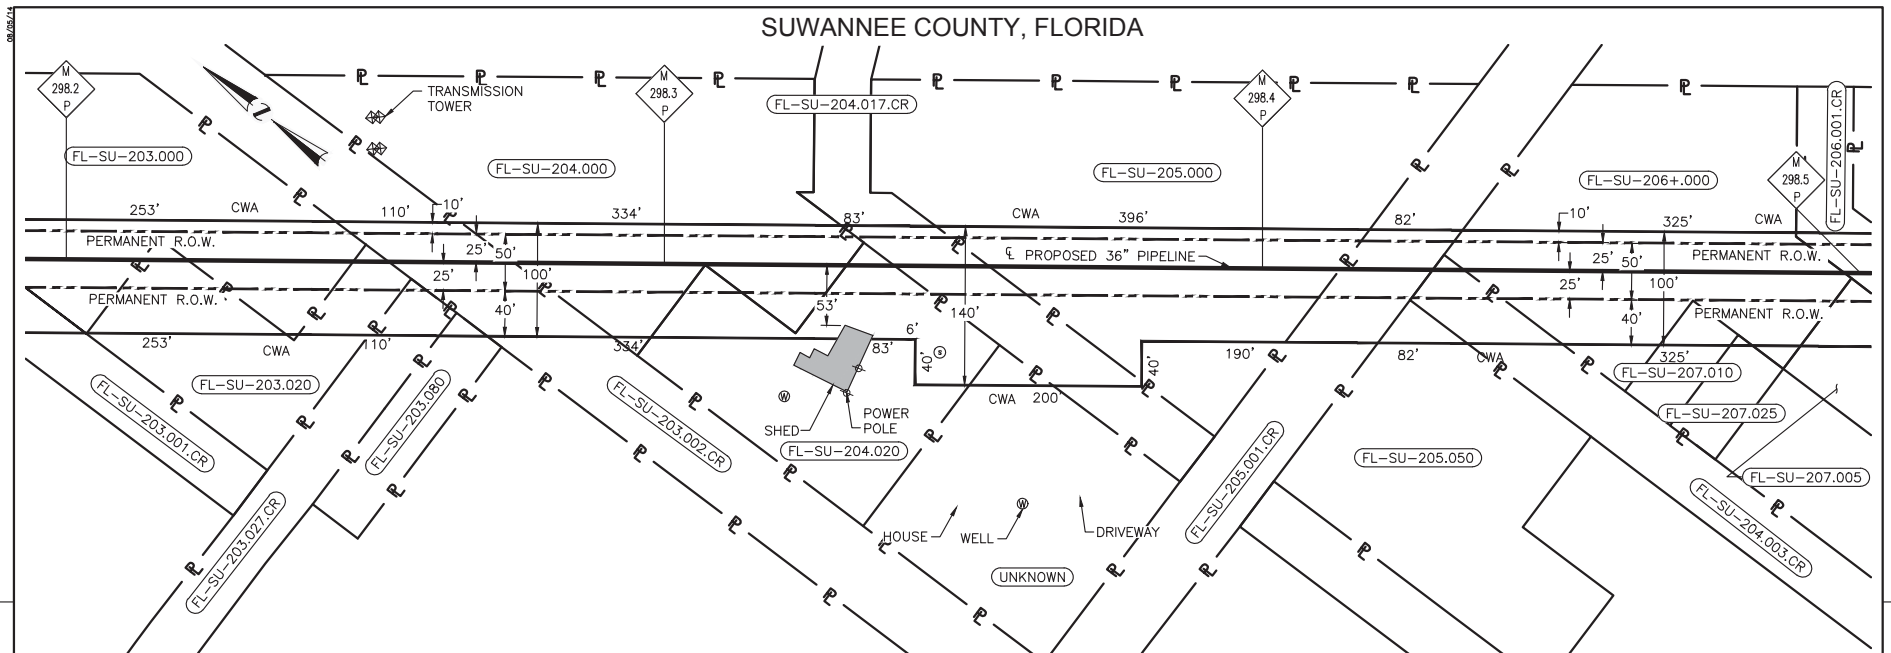 08/05/14
SUWANNEE COUNTY, FLORIDA
M
298.2
P
M
298.3
P
M
298.4
P
M
298.5
P
TRANSMISSION
TOWER
FL-SU-203.000
FL-SU-204.000
FL-SU-204.017.CR
FL-SU-205.000
FL-SU-206+.000
FL-SU-206.001.CR
253'
CWA
110'
10'
334'
83'
CWA
396'
82'
10'
325'
CWA
PERMANENT R.O.W.
25'
50'
℄ PROPOSED 36" PIPELINE
25'
50'
PERMANENT R.O.W.
25'
100'
25'
100'
PERMANENT R.O.W.
40'
53'
140'
40'
PERMANENT R.O.W.
253'
CWA
110'
334'
83'
6'
40'
S
CWA
200'
40'
190'
82'
CWA
325'
FL-SU-203.001.CR
FL-SU-203.020
FL-SU-203.080
FL-SU-203.027.CR
FL-SU-203.002.CR
W
SHED
POWER
POLE
FL-SU-204.020
HOUSE
WELL
W
DRIVEWAY
UNKNOWN
FL-SU-205.001.CR
FL-SU-205.050
FL-SU-207.010
FL-SU-207.025
FL-SU-207.005
FL-SU-204.003.CR